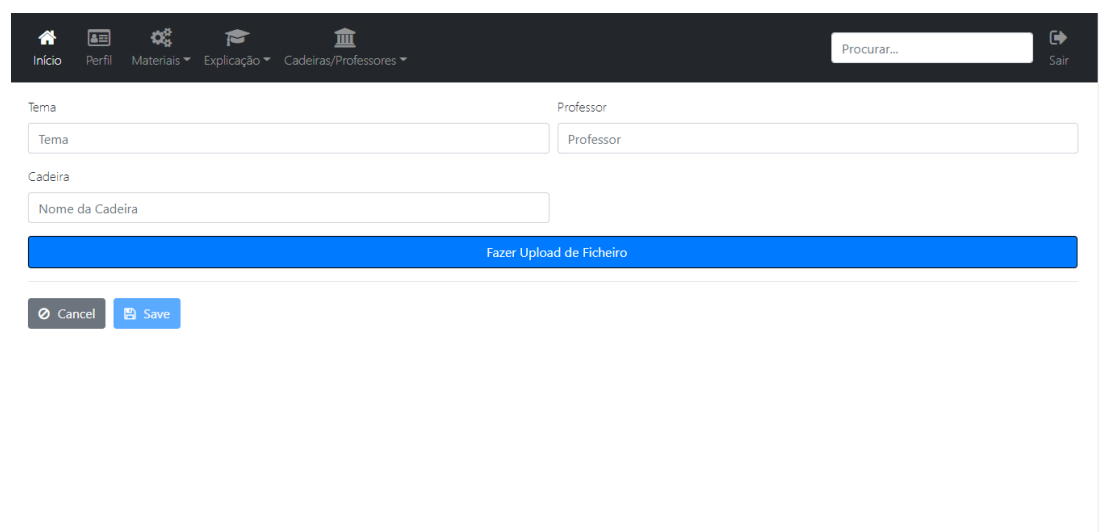 Início Perfil Materiais Explicação Cadeiras/Professores Procurar... Sair
Tema Professor
Tema Professor
Cadeira
Nome da Cadeira
Fazer Upload de Ficheiro
Cancel Save